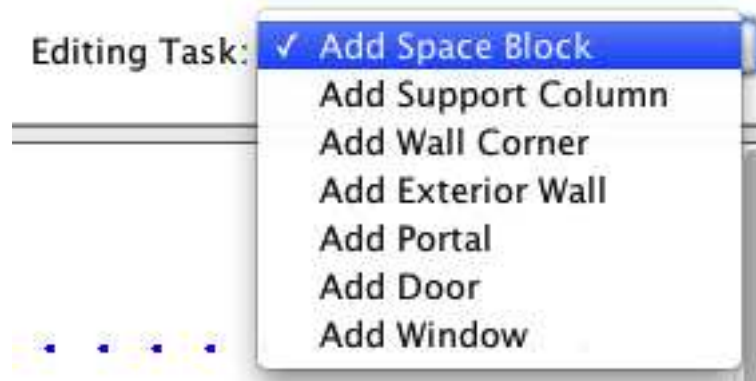 Editing Task: ✓ Add Space Block
Add Support Column
Add Wall Corner
Add Exterior Wall
Add Portal
Add Door
Add Window